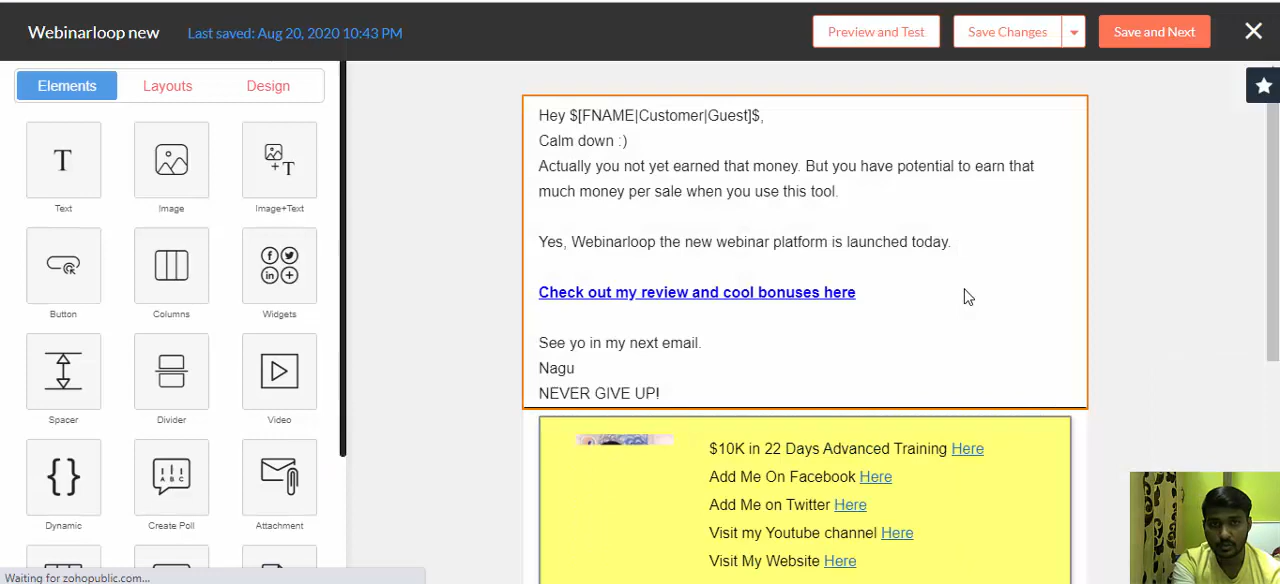 Webinarloop new
Last saved: Aug 20, 2020 10:43 PM
Preview and Test
Save Changes
Save and Next
Elements
Layouts
Design
Text
Image
Image+Text
Button
Columns
Widgets
Spacer
Divider
Video
Dynamic
Create Poll
Attachment
Hey $[FNAME|Customer|Guest]$,
Calm down :)
Actually you not yet earned that money. But you have potential to earn that
much money per sale when you use this tool.
Yes, Webinarloop the new webinar platform is launched today.
Check out my review and cool bonuses here
See yo in my next email.
Nagu
NEVER GIVE UP!
$10K in 22 Days Advanced Training Here
Add Me On Facebook Here
Add Me on Twitter Here
Visit my Youtube channel Here
Visit My Website Here
Waiting for zohopublic.com...